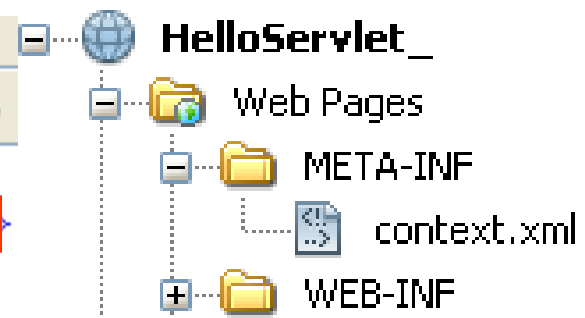 HelloServlet_
Web Pages
META-INF
context.xml
WEB-INF